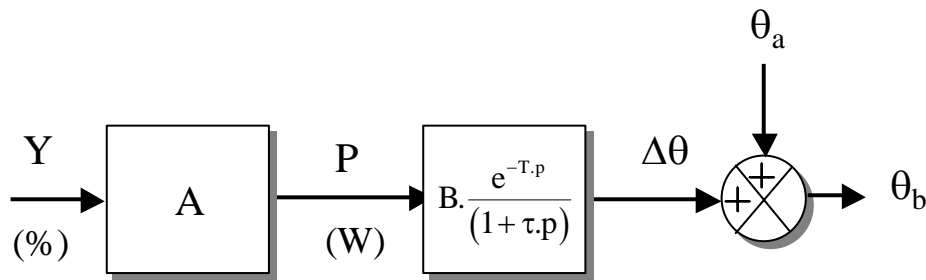 θa
Y
(%)
A
P
(W)
B. e^{-T.p} / (1 + τ.p)
Δθ
+
+
θb